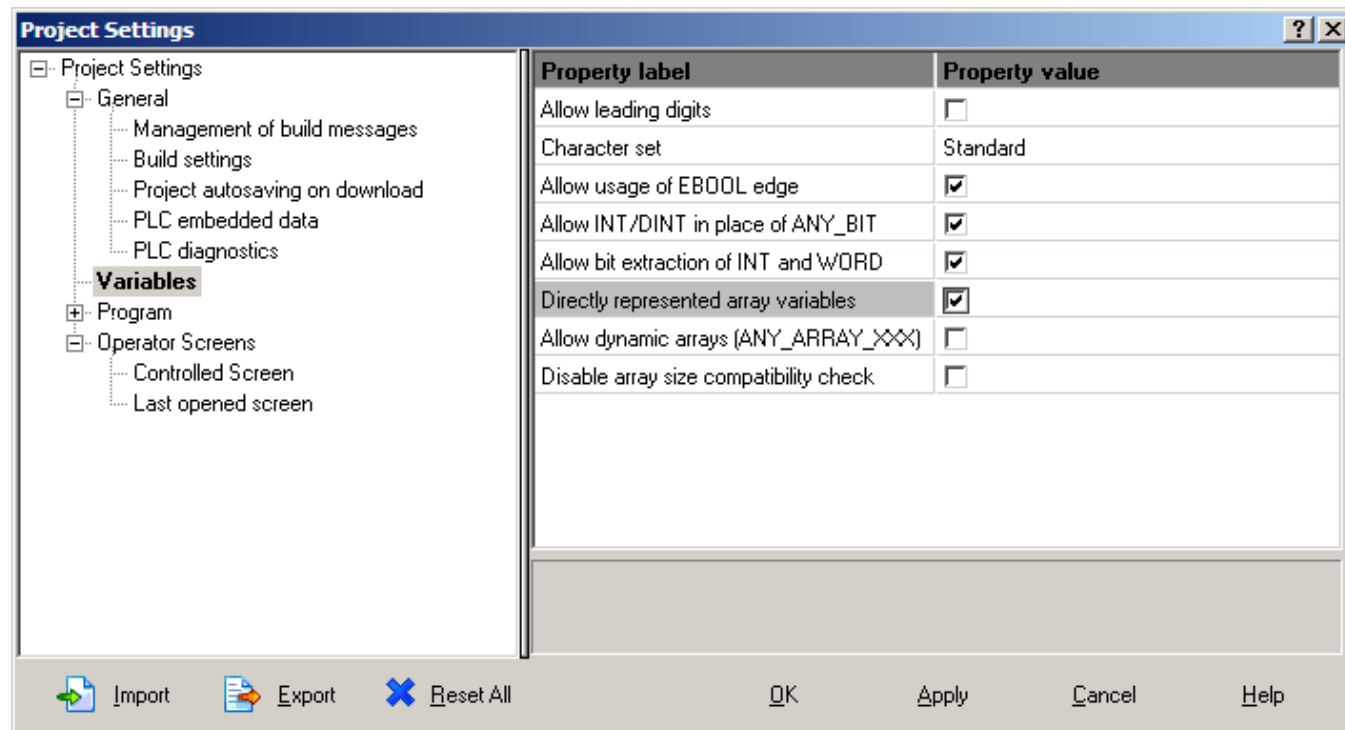 Project Settings
Project Settings
General
Management of build messages
Build settings
Project autosaving on download
PLC embedded data
PLC diagnostics
Variables
Program
Operator Screens
Controlled Screen
Last opened screen
Property label Property value
Allow leading digits
Character set Standard
Allow usage of EBOOL edge
Allow INT/DINT in place of ANY_BIT
Allow bit extraction of INT and WORD
Directly represented array variables
Allow dynamic arrays (ANY_ARRAY_XXX)
Disable array size compatibility check
Import Export Reset All OK Apply Cancel Help